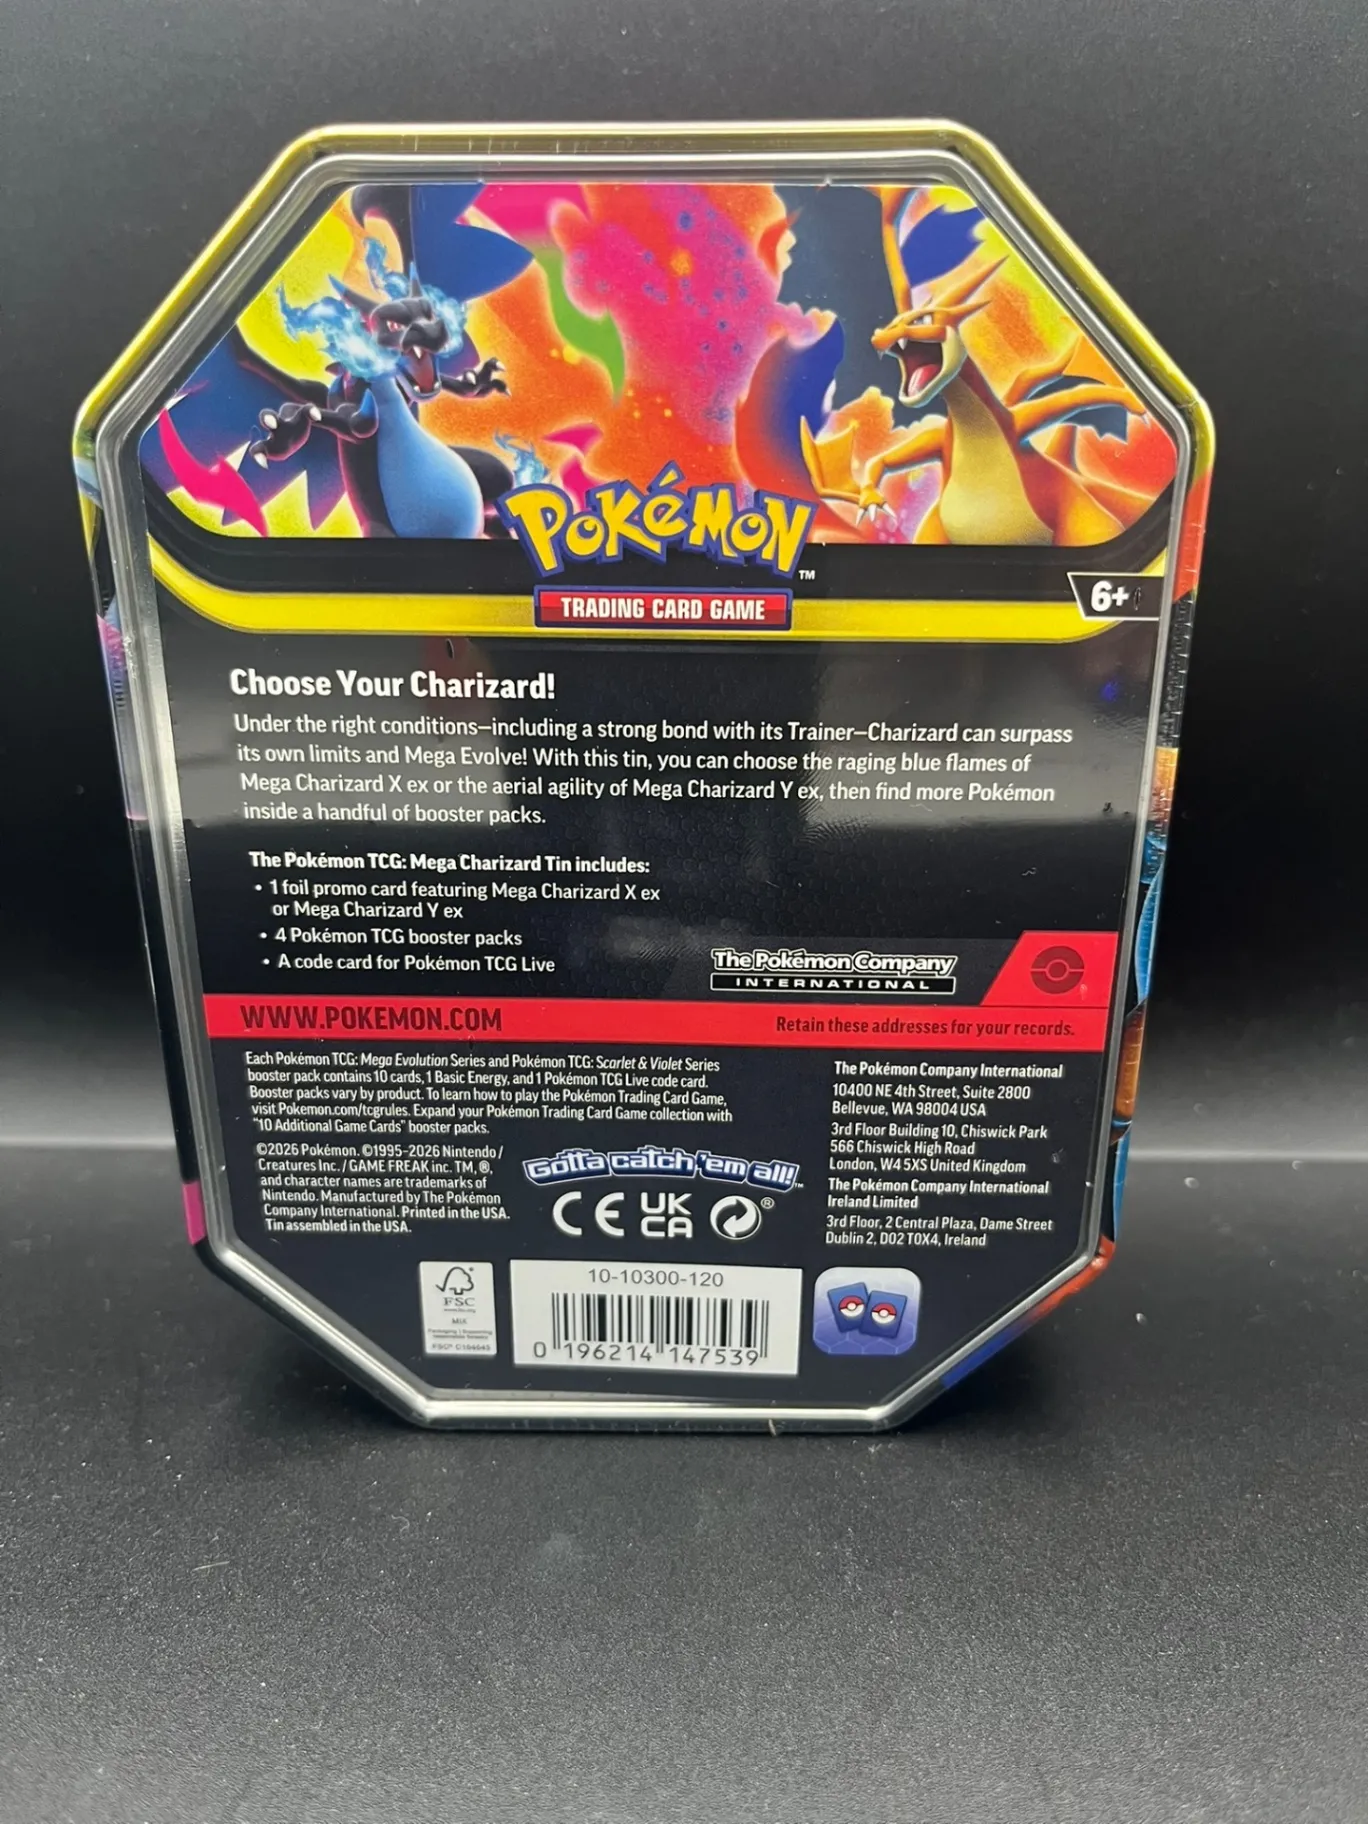 POKéMON
™
TRADING CARD GAME
6+
Choose Your Charizard!
Under the right conditions—including a strong bond with its Trainer—Charizard can surpass
its own limits and Mega Evolve! With this tin, you can choose the raging blue flames of
Mega Charizard X ex or the aerial agility of Mega Charizard Y ex, then find more Pokémon
inside a handful of booster packs.
The Pokémon TCG: Mega Charizard Tin includes:
• 1 foil promo card featuring Mega Charizard X ex
or Mega Charizard Y ex
• 4 Pokémon TCG booster packs
• A code card for Pokémon TCG Live
The Pokémon Company
INTERNATIONAL
WWW.POKEMON.COM
Retain these addresses for your records.
Each Pokémon TCG: Mega Evolution Series and Pokémon TCG: Scarlet & Violet Series
booster pack contains 10 cards, 1 Basic Energy, and 1 Pokémon TCG Live code card.
Booster packs vary by product. To learn how to play the Pokémon Trading Card Game,
visit Pokemon.com/tcgrules. Expand your Pokémon Trading Card Game collection with
"10 Additional Game Cards" booster packs.
©2026 Pokémon. ©1995–2026 Nintendo /
Creatures Inc. / GAME FREAK inc. TM, ®,
and character names are trademarks of
Nintendo. Manufactured by The Pokémon
Company International. Printed in the USA.
Tin assembled in the USA.
Gotta catch 'em all!™
CE UK CA ®
The Pokémon Company International
10400 NE 4th Street, Suite 2800
Bellevue, WA 98004 USA
3rd Floor Building 10, Chiswick Park
566 Chiswick High Road
London, W4 5XS United Kingdom
The Pokémon Company International
Ireland Limited
3rd Floor, 2 Central Plaza, Dame Street
Dublin 2, D02 T0X4, Ireland
FSC
www.fsc.org
MIX
Packaging | Supporting
responsible forestry
10-10300-120
0 196214 147539